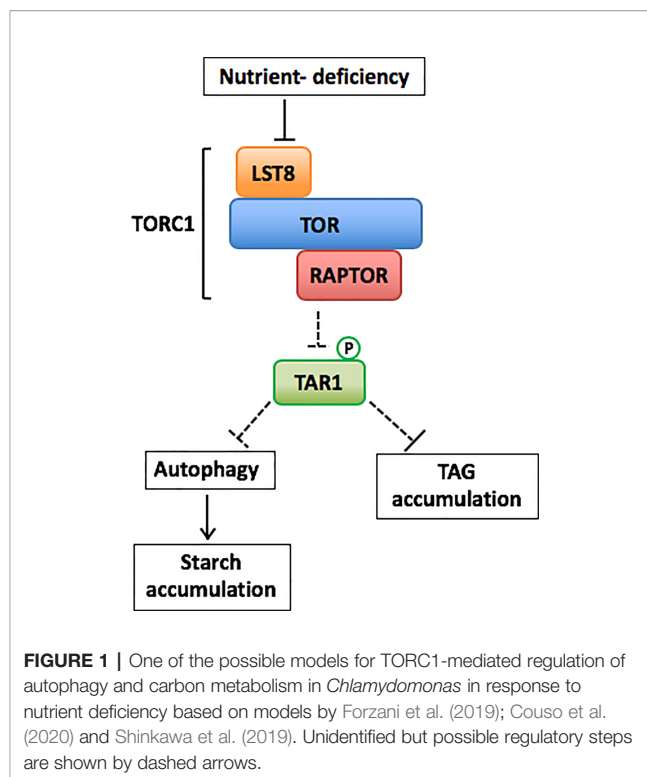 Nutrient- deficiency
LST8
TORC1
TOR
RAPTOR
P
TAR1
Autophagy
TAG
accumulation
Starch
accumulation
FIGURE 1 | One of the possible models for TORC1-mediated regulation of
autophagy and carbon metabolism in Chlamydomonas in response to
nutrient deficiency based on models by Forzani et al. (2019); Couso et al.
(2020) and Shinkawa et al. (2019). Unidentified but possible regulatory steps
are shown by dashed arrows.